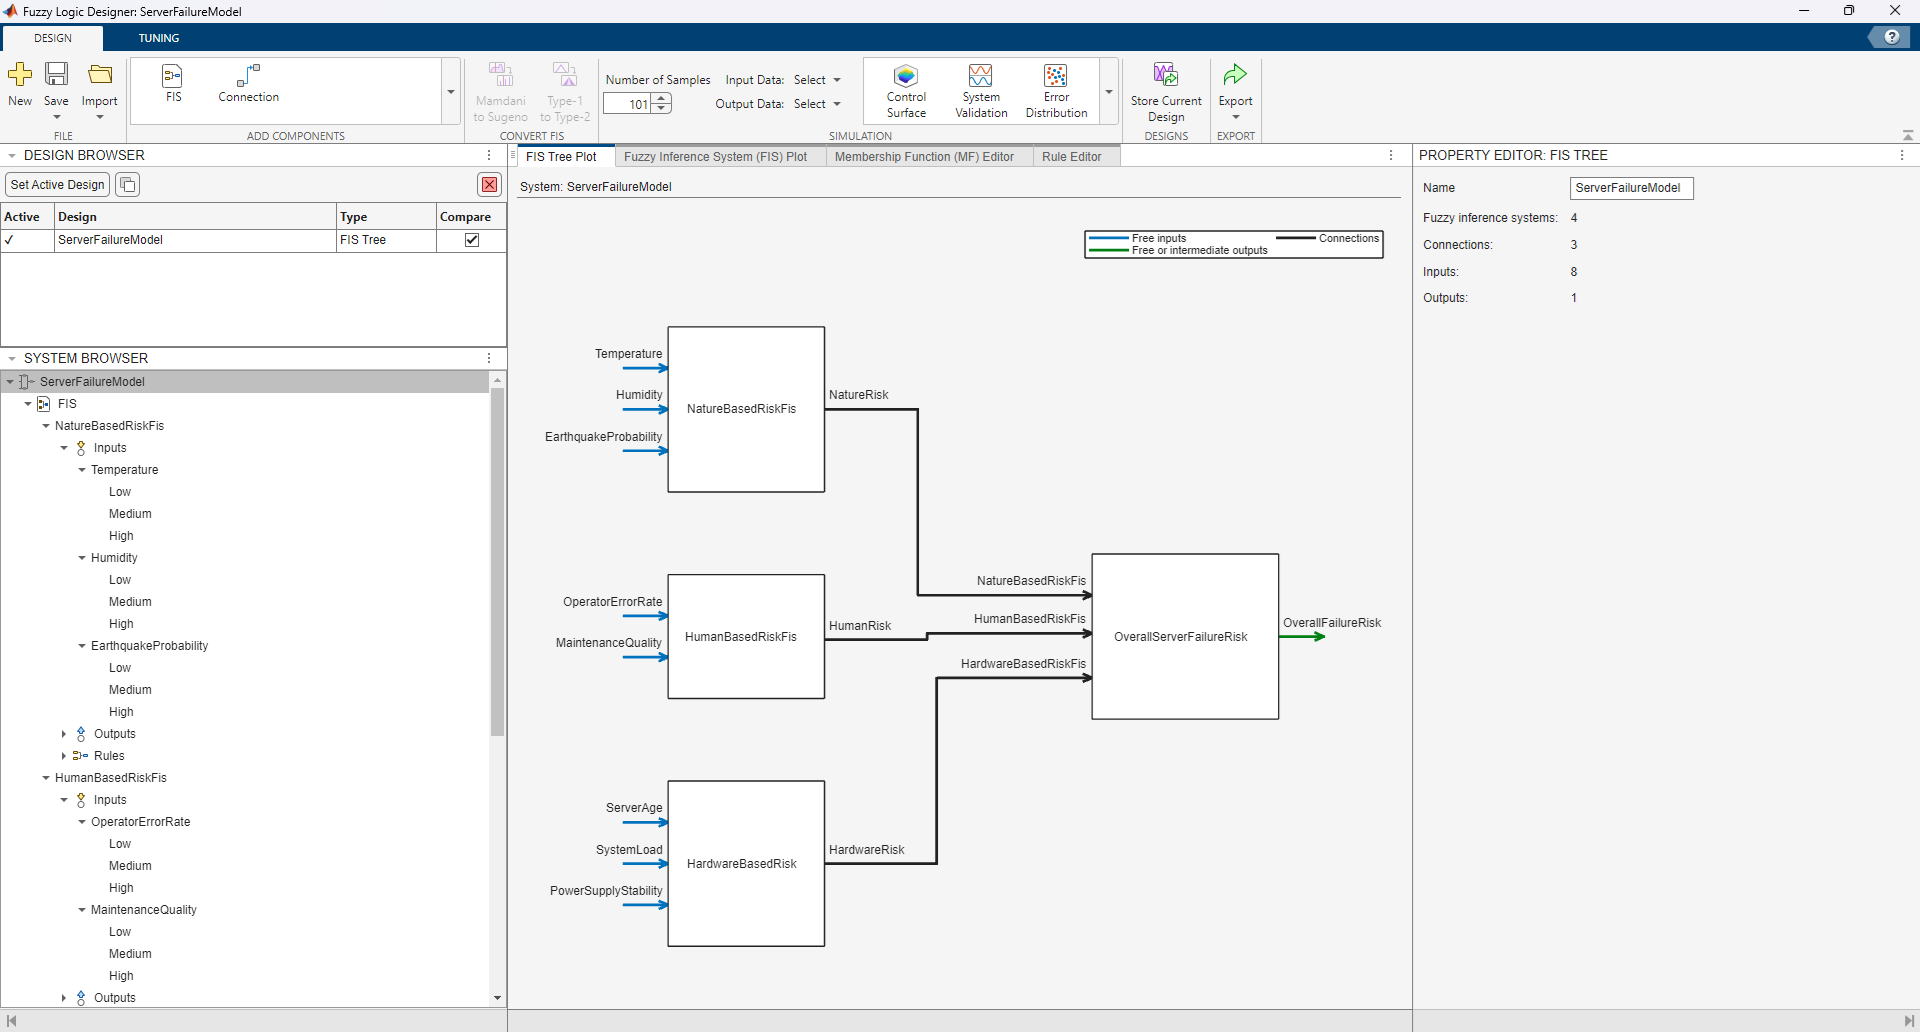 Fuzzy Logic Designer: ServerFailureModel
DESIGN
TUNING
New
Save
Import
FILE
FIS
Connection
ADD COMPONENTS
Mamdani
to Sugeno
Type-1
to Type-2
CONVERT FIS
Number of Samples
101
Input Data: Select
Output Data: Select
Control
Surface
System
Validation
Error
Distribution
SIMULATION
Store Current
Design
DESIGNS
Export
EXPORT
DESIGN BROWSER
Set Active Design
Active Design Type Compare
✓ ServerFailureModel FIS Tree
SYSTEM BROWSER
ServerFailureModel
FIS
NatureBasedRiskFis
Inputs
Temperature
Low
Medium
High
Humidity
Low
Medium
High
EarthquakeProbability
Low
Medium
High
Outputs
Rules
HumanBasedRiskFis
Inputs
OperatorErrorRate
Low
Medium
High
MaintenanceQuality
Low
Medium
High
Outputs
FIS Tree Plot
Fuzzy Inference System (FIS) Plot
Membership Function (MF) Editor
Rule Editor
System: ServerFailureModel
Free inputs
Connections
Free or intermediate outputs
Temperature
Humidity
EarthquakeProbability
NatureBasedRiskFis
NatureRisk
OperatorErrorRate
MaintenanceQuality
HumanBasedRiskFis
HumanRisk
ServerAge
SystemLoad
PowerSupplyStability
HardwareBasedRisk
HardwareRisk
NatureBasedRiskFis
HumanBasedRiskFis
HardwareBasedRiskFis
OverallServerFailureRisk
OverallFailureRisk
PROPERTY EDITOR: FIS TREE
Name ServerFailureModel
Fuzzy inference systems: 4
Connections: 3
Inputs: 8
Outputs: 1